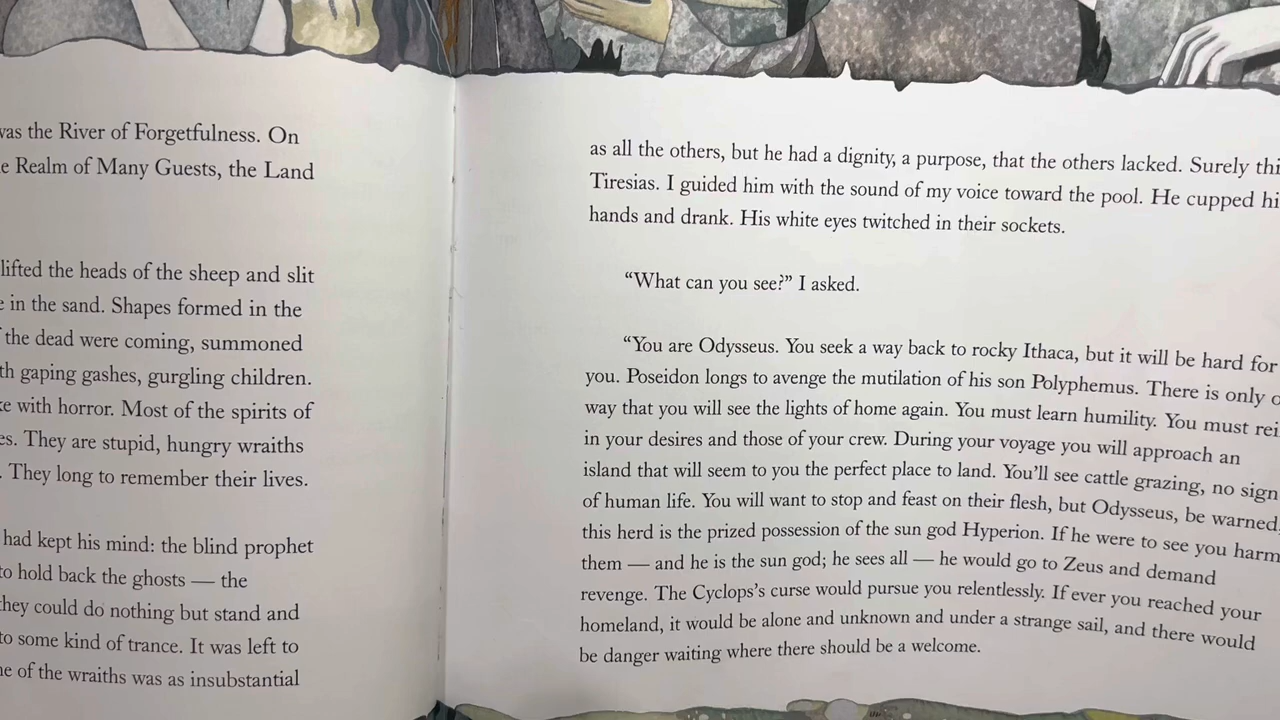 was the River of Forgetfulness. On
Realm of Many Guests, the Land
lifted the heads of the sheep and slit
in the sand. Shapes formed in the
the dead were coming, summoned
gaping gashes, gurgling children.
with horror. Most of the spirits of
They are stupid, hungry wraiths
They long to remember their lives.
had kept his mind: the blind prophet
to hold back the ghosts — the
they could do nothing but stand and
to some kind of trance. It was left to
of the wraiths was as insubstantial
as all the others, but he had a dignity, a purpose, that the others lacked. Surely
Tiresias. I guided him with the sound of my voice toward the pool. He cupped
hands and drank. His white eyes twitched in their sockets.
“What can you see?” I asked.
“You are Odysseus. You seek a way back to rocky Ithaca, but it will be hard for
you. Poseidon longs to avenge the mutilation of his son Polyphemus. There is only
way that you will see the lights of home again. You must learn humility. You must
in your desires and those of your crew. During your voyage you will approach an
island that will seem to you the perfect place to land. You’ll see cattle grazing, no sign
of human life. You will want to stop and feast on their flesh, but Odysseus, be warned,
this herd is the prized possession of the sun god Hyperion. If he were to see you harm
them — and he is the sun god; he sees all — he would go to Zeus and demand
revenge. The Cyclops’s curse would pursue you relentlessly. If ever you reached your
homeland, it would be alone and unknown and under a strange sail, and there would
be danger waiting where there should be a welcome.